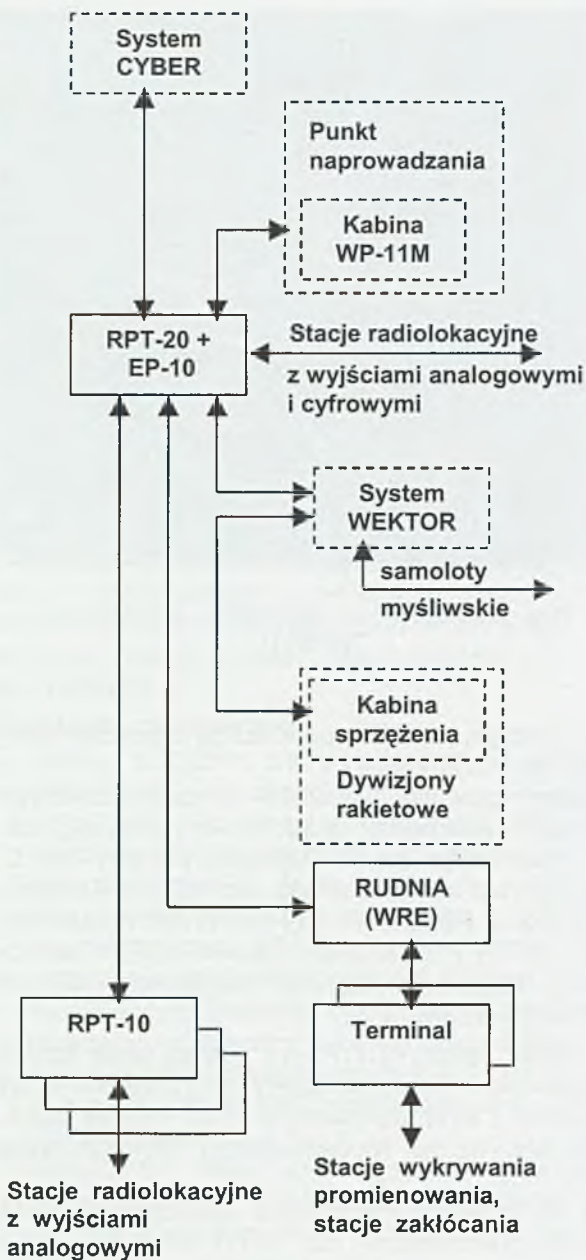 System
CYBER
Punkt
naprowadzania
Kabina
WP-11M
RPT-20 +
EP-10
Stacje radiolokacyjne
z wyjściami analogowymi
i cyfrowymi
System
WEKTOR
samoloty
myśliwskie
Kabina
sprzężenia
Dywizjony
rakietowe
RUDNIA
(WRE)
RPT-10
Terminal
Stacje radiolokacyjne
z wyjściami
analogowymi
Stacje wykrywania
promienowania,
stacje zakłócania